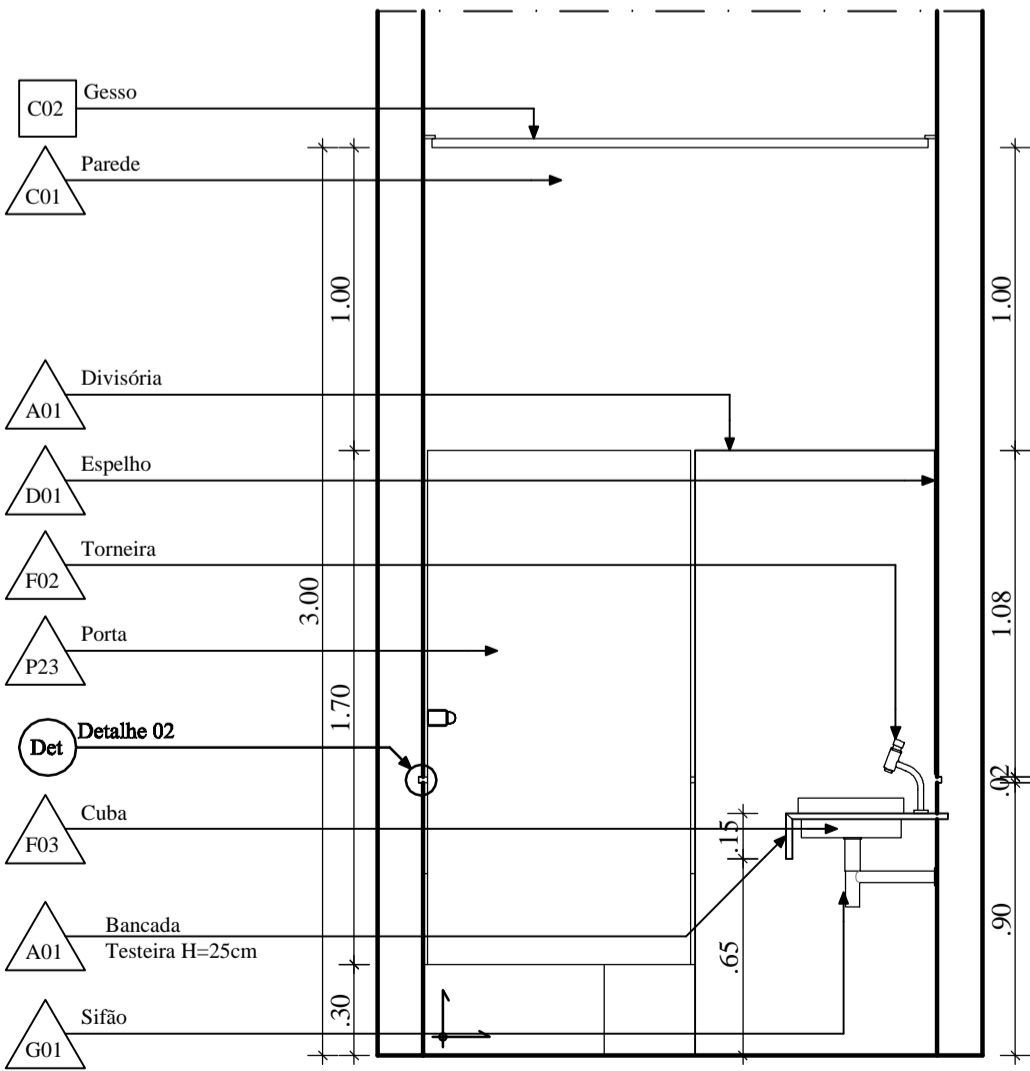 C02
Gesso
C01
Parede
A01
Divisória
D01
Espelho
F02
Torneira
P23
Porta
Det
Detalhe 02
F03
Cuba
A01
Bancada
Testeira H=25cm
G01
Sifão
3.00
1.00
1.70
.30
.15
.65
1.00
1.08
.02
.90